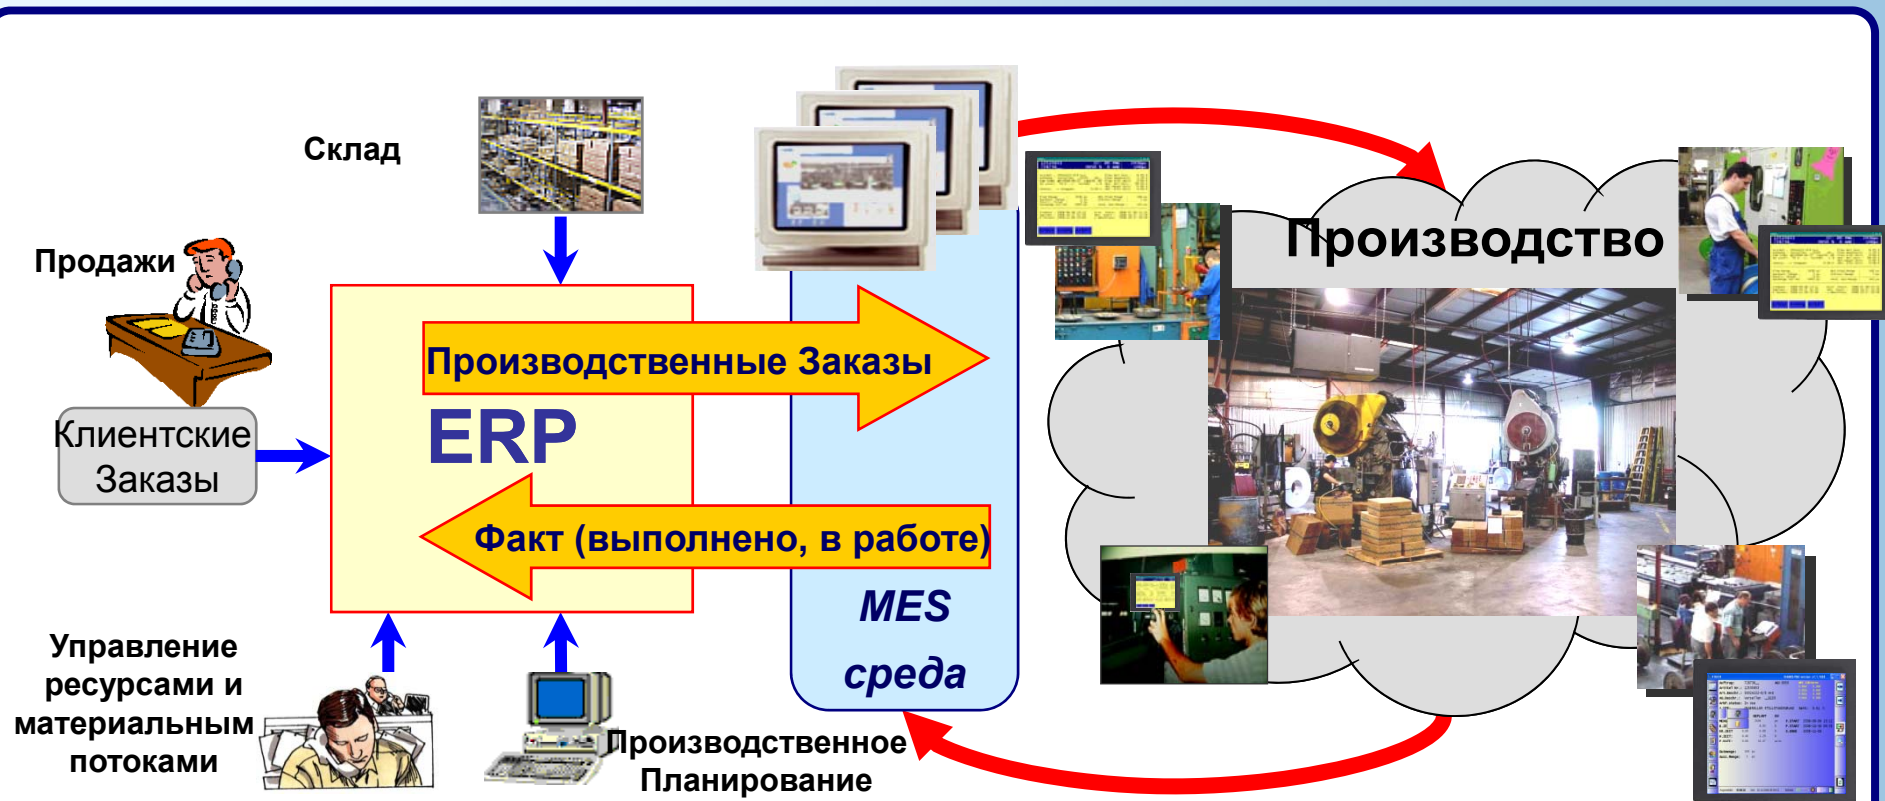 Склад
Продажи
Производство
Производственные Заказы
ERP
Клиентские
Заказы
Факт (выполнено, в работе)
MES
среда
Управление
ресурсами и
материальным
потоками
Производственное
Планирование